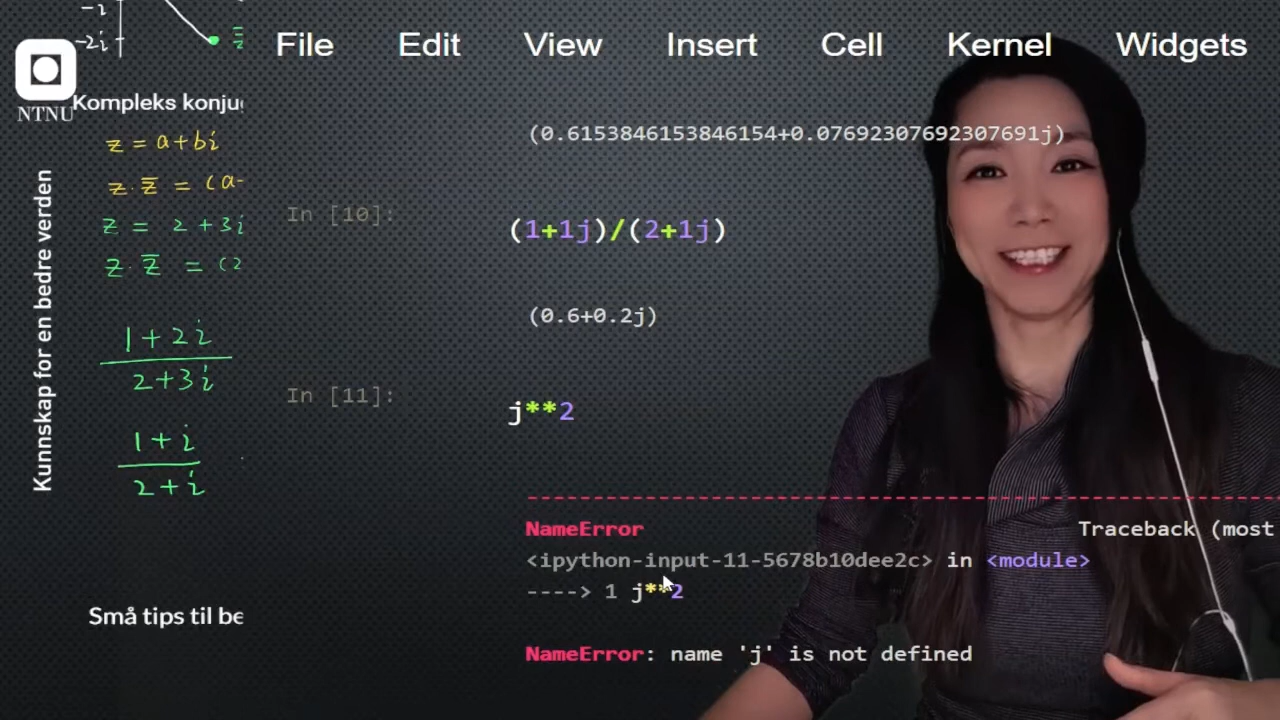 -i
-2i
NTNU
Kunnskap for en bedre verden
File Edit View Insert Cell Kernel Widgets
Kompleks konju
z = a+bi
z·z̅ = (a-
z = 2+3i
z·z̅ = (2
1+2i
2+3i
1+i
2+i
Små tips til be
(0.6153846153846154+0.07692307692307691j)
In [10]:
(1+1j)/(2+1j)
(0.6+0.2j)
In [11]:
j**2
NameError Traceback (most
<ipython-input-11-5678b10dee2c> in <module>
----> 1 j**2
NameError: name 'j' is not defined